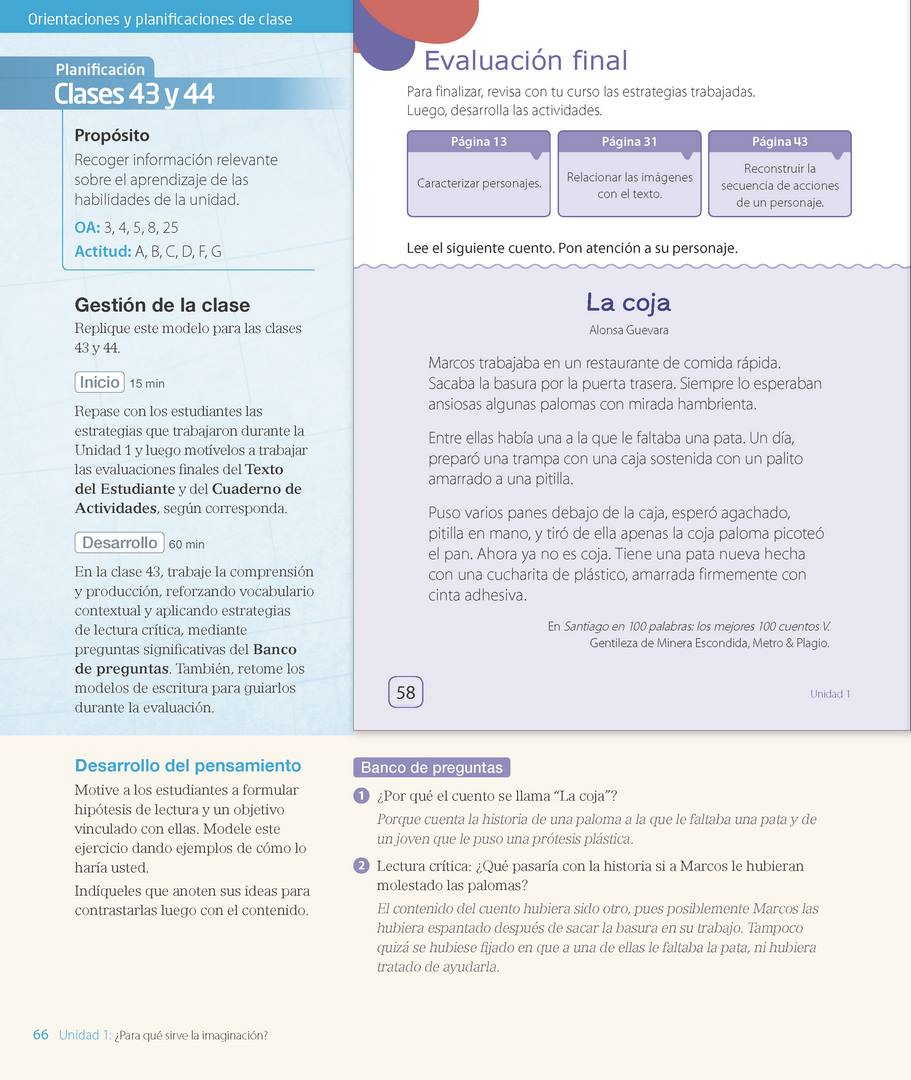 Orientaciones y planificaciones de clase
Planificación
Clases 43 y 44
Propósito
Recoger información relevante
sobre el aprendizaje de las
habilidades de la unidad.
OA: 3, 4, 5, 8, 25
Actitud: A, B, C, D, F, G
Gestión de la clase
Replique este modelo para las clases
43 y 44.
Inicio 15 min
Repase con los estudiantes las
estrategias que trabajaron durante la
Unidad 1 y luego motívelos a trabajar
las evaluaciones finales del Texto
del Estudiante y del Cuaderno de
Actividades, según corresponda.
Desarrollo 60 min
En la clase 43, trabaje la comprensión
y producción, reforzando vocabulario
contextual y aplicando estrategias
de lectura crítica, mediante
preguntas significativas del Banco
de preguntas. También, retome los
modelos de escritura para guiarlos
durante la evaluación.
Evaluación final
Para finalizar, revisa con tu curso las estrategias trabajadas.
Luego, desarrolla las actividades.
Página 13
Caracterizar personajes.
Página 31
Relacionar las imágenes
con el texto.
Página 43
Reconstruir la
secuencia de acciones
de un personaje.
Lee el siguiente cuento. Pon atención a su personaje.
La coja
Alonsa Guevara
Marcos trabajaba en un restaurante de comida rápida.
Sacaba la basura por la puerta trasera. Siempre lo esperaban
ansiosas algunas palomas con mirada hambrienta.
Entre ellas había una a la que le faltaba una pata. Un día,
preparó una trampa con una caja sostenida con un palito
amarrado a una pitilla.
Puso varios panes debajo de la caja, esperó agachado,
pitilla en mano, y tiró de ella apenas la coja paloma picoteó
el pan. Ahora ya no es coja. Tiene una pata nueva hecha
con una cucharita de plástico, amarrada firmemente con
cinta adhesiva.
En Santiago en 100 palabras: los mejores 100 cuentos V.
Gentileza de Minera Escondida, Metro & Plagio.
58
Unidad 1
Desarrollo del pensamiento
Motive a los estudiantes a formular
hipótesis de lectura y un objetivo
vinculado con ellas. Modele este
ejercicio dando ejemplos de cómo lo
haría usted.
Indíqueles que anoten sus ideas para
contrastarlas luego con el contenido.
Banco de preguntas
1 ¿Por qué el cuento se llama “La coja”?
Porque cuenta la historia de una paloma a la que le faltaba una pata y de
un joven que le puso una prótesis plástica.
2 Lectura crítica: ¿Qué pasaría con la historia si a Marcos le hubieran
molestado las palomas?
El contenido del cuento hubiera sido otro, pues posiblemente Marcos las
hubiera espantado después de sacar la basura en su trabajo. Tampoco
quizá se hubiese fijado en que a una de ellas le faltaba la pata, ni hubiera
tratado de ayudarla.
66 Unidad 1: ¿Para qué sirve la imaginación?